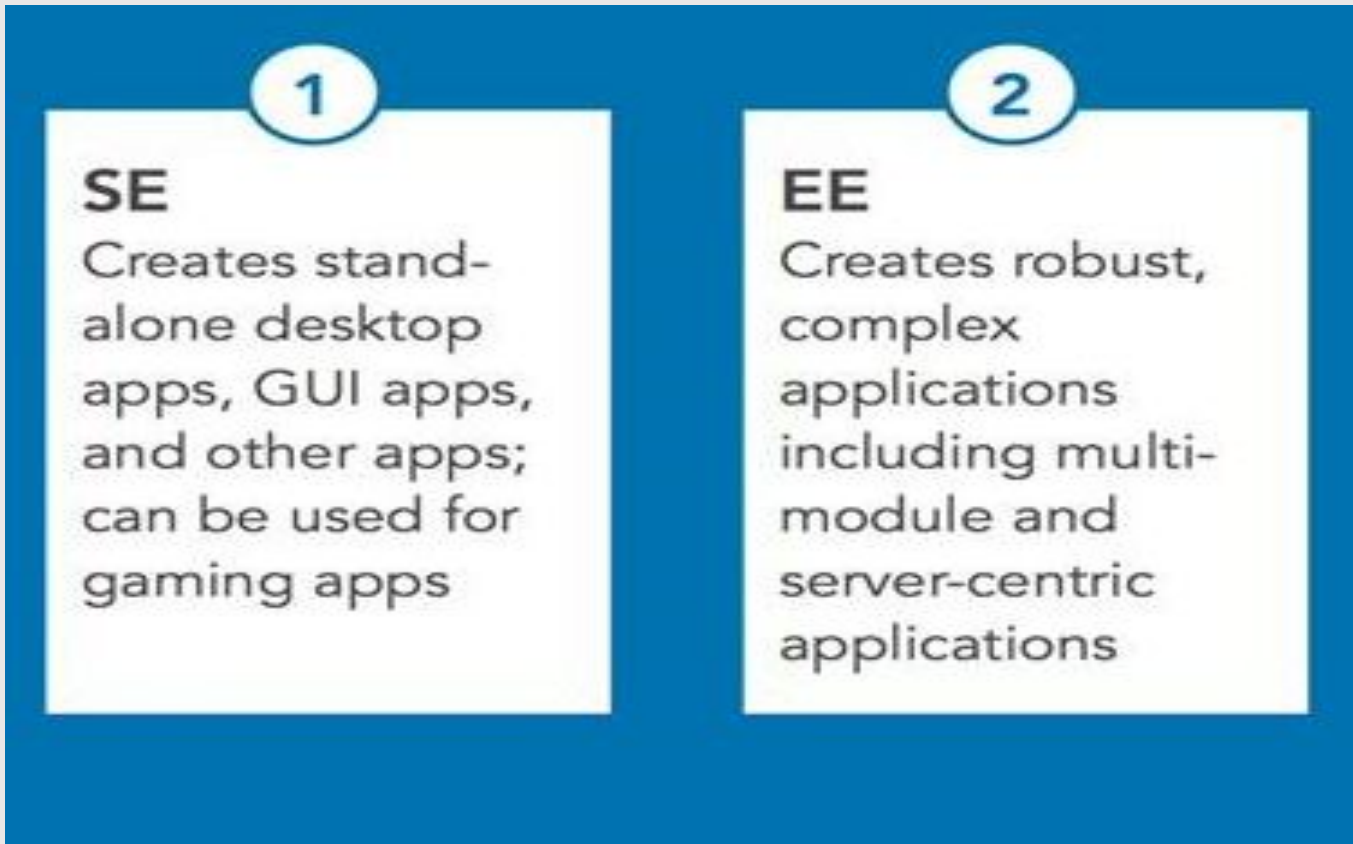 1
SE
Creates stand-
alone desktop
apps, GUI apps,
and other apps;
can be used for
gaming apps
2
EE
Creates robust,
complex
applications
including multi-
module and
server-centric
applications